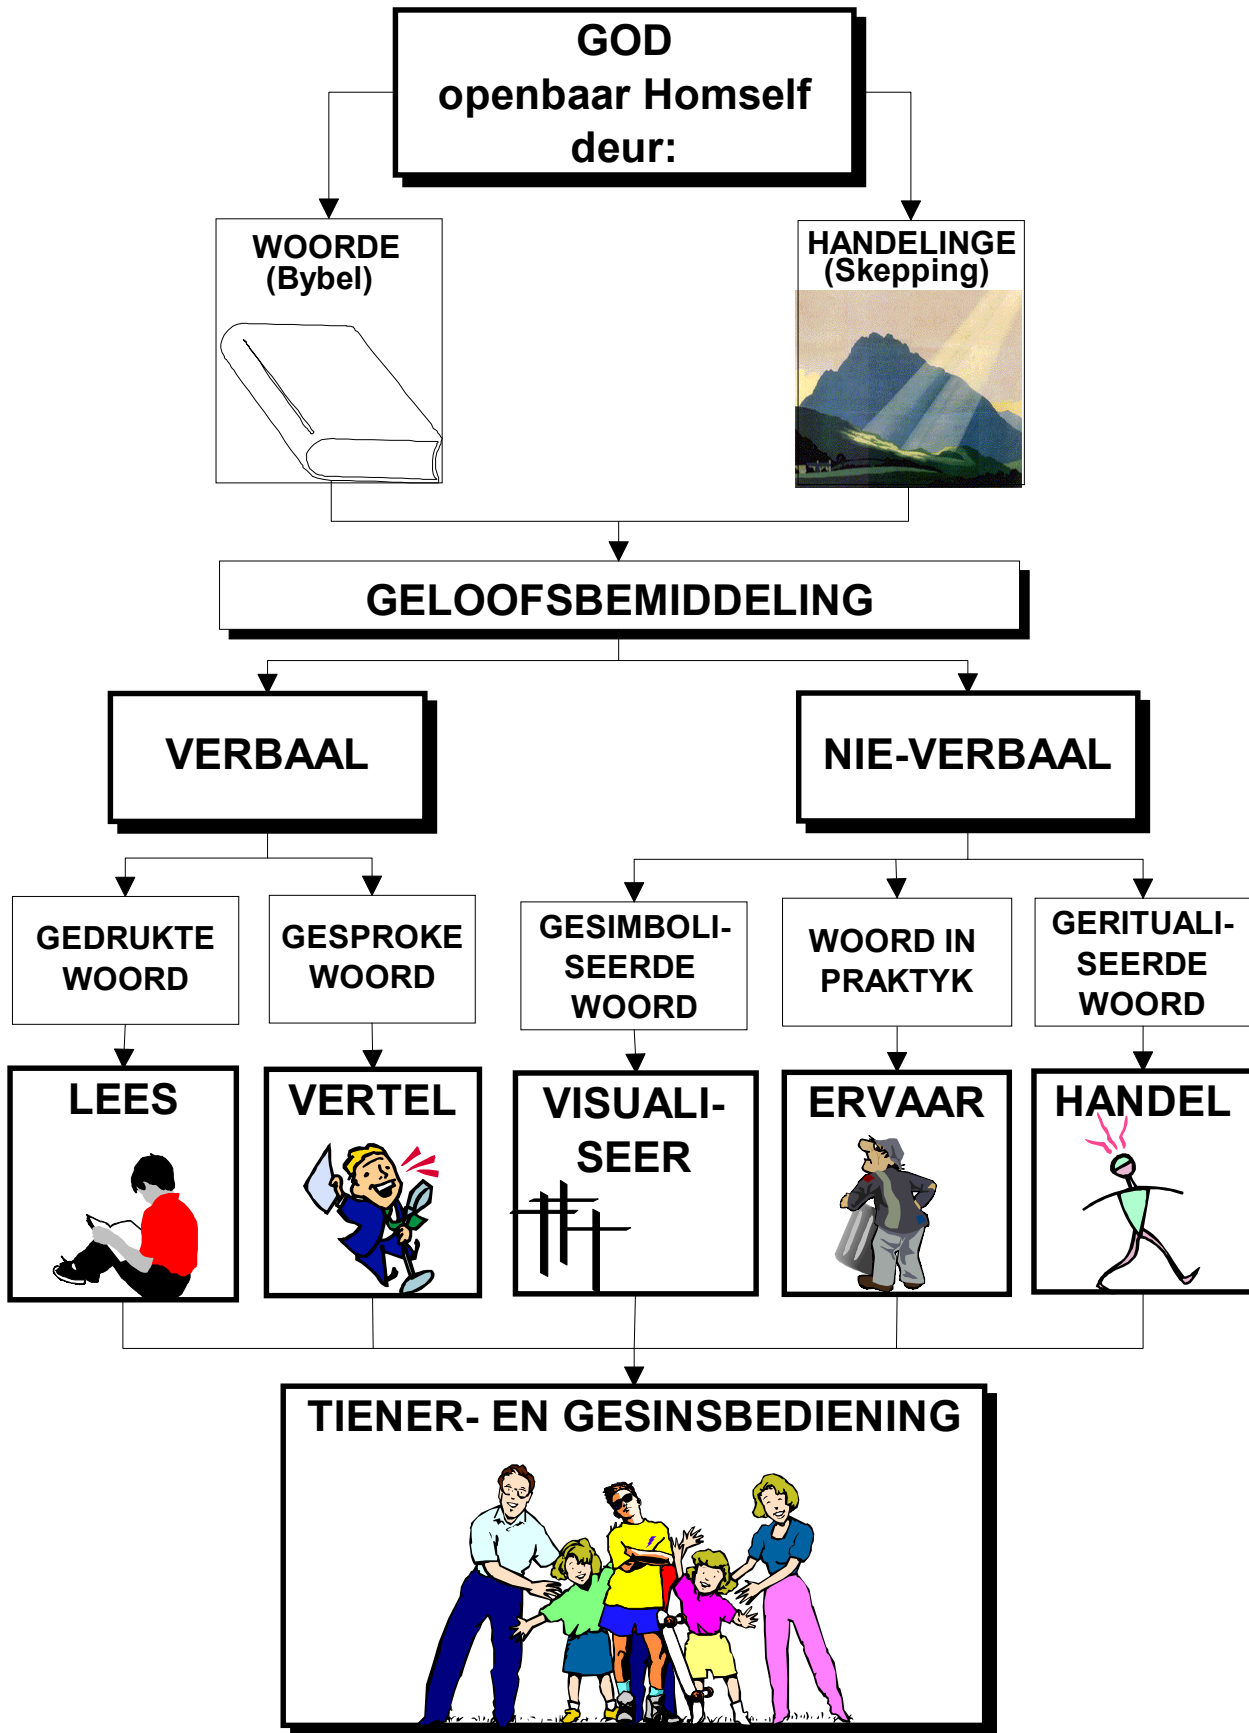 GOD
openbaar Homself
deur:
WOORDE
(Bybel)
HANDELINGE
(Skepping)
GELOOFSBEMIDDELING
VERBAAL
NIE-VERBAAL
GEDRUKTE
WOORD
GESPROKE
WOORD
GESIMBOLI-
SEERDE
WOORD
WOORD IN
PRAKTYK
GERITUALI-
SEERDE
WOORD
LEES
VERTEL
VISUALI-
SEER
ERVAAR
HANDEL
TIENER- EN GESINSBEDIENING